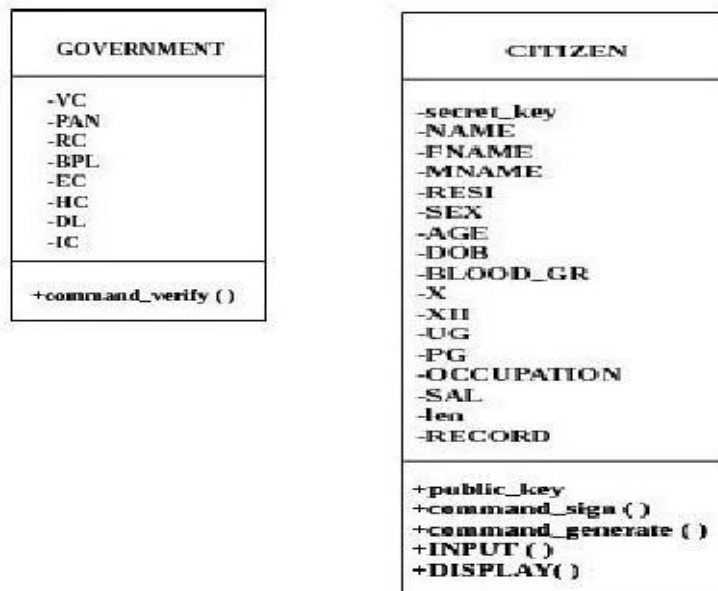 GOVERNMENT
-VC
-PAN
-RC
-BPL
-EC
-HC
-DL
-IC
+command_verify ( )
CITIZEN
-secret_key
-NAME
-FNAME
-MNAME
-RESI
-SEX
-AGE
-DOB
-BLOOD_GR
-X
-XII
-UG
-PG
-OCCUPATION
-SAL
-len
-RECORD
+public_key
+command_sign ( )
+command_generate ( )
+INPUT ( )
+DISPLAY( )